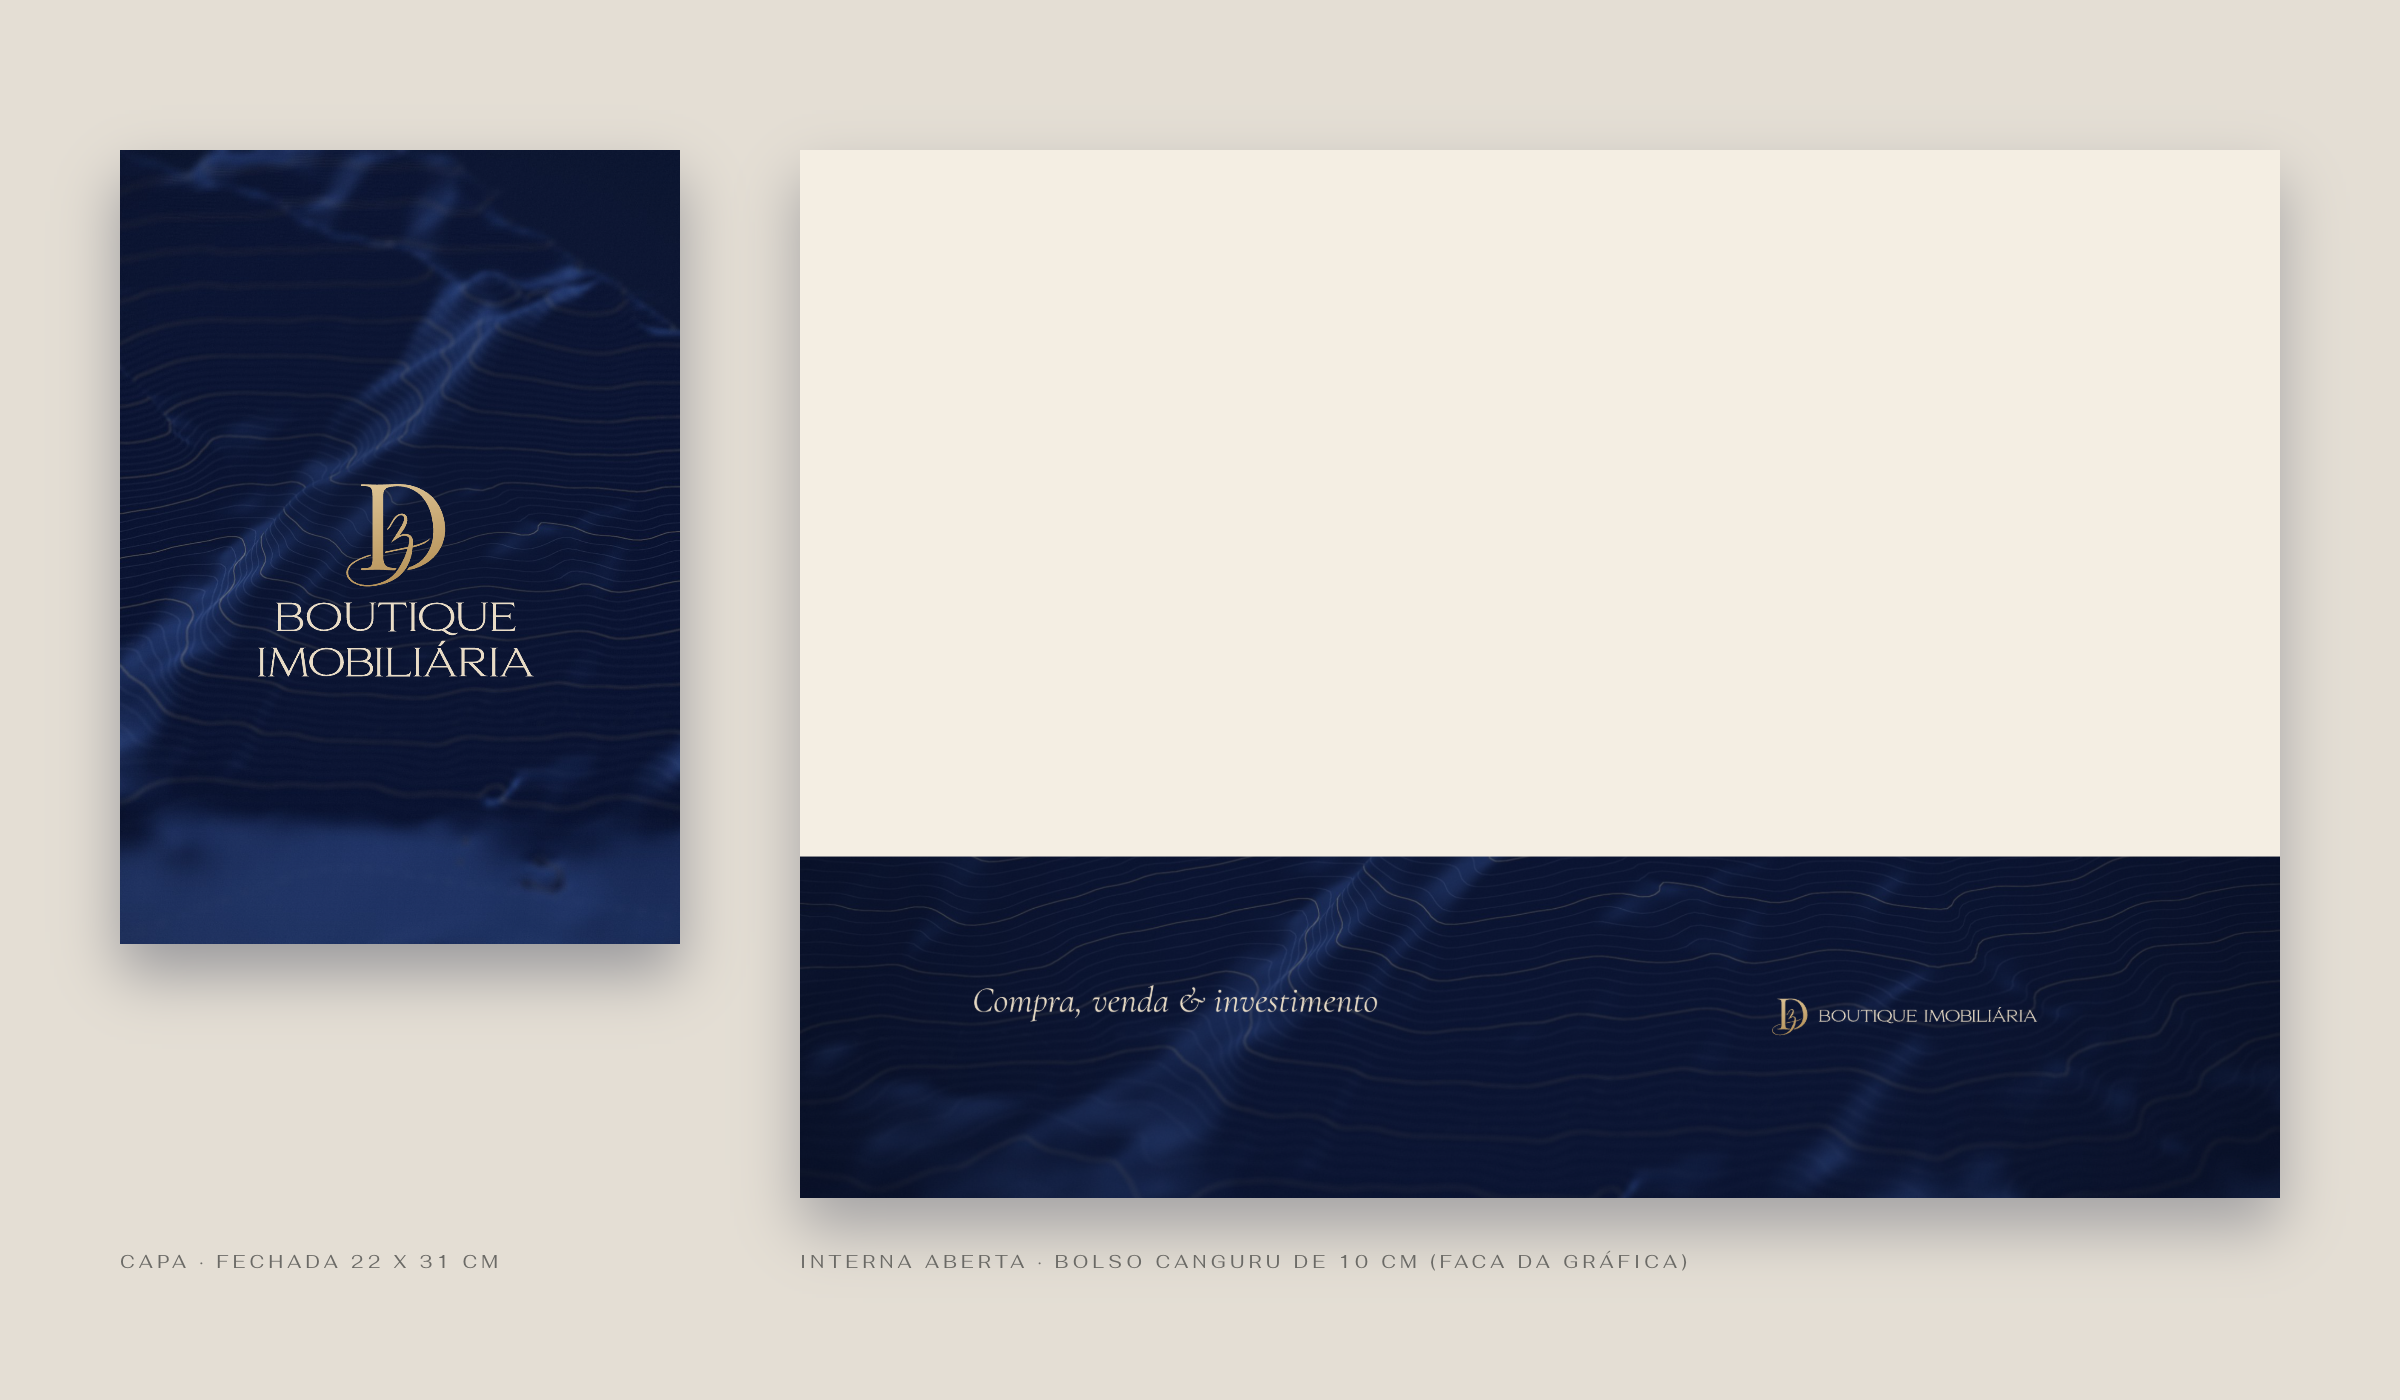 BOUTIQUE
IMOBILIÁRIA
Compra, venda & investimento
BOUTIQUE IMOBILIÁRIA
CAPA · FECHADA 22 X 31 CM
INTERNA ABERTA · BOLSO CANGURU DE 10 CM (FACA DA GRÁFICA)